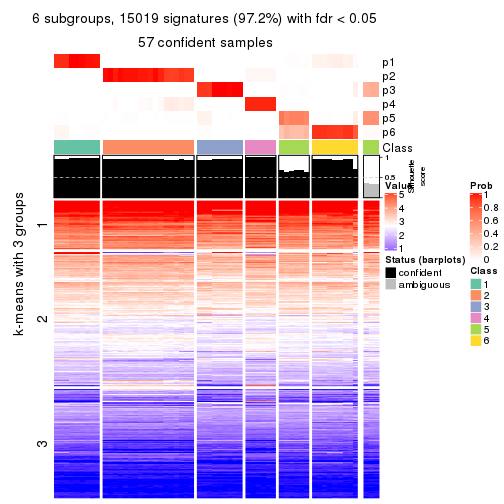 6 subgroups, 15019 signatures (97.2%) with fdr < 0.05
57 confident samples
p1
p2
p3
p4
p5
p6
Class
1
0.5
0
Silhouette
score
k-means with 3 groups
1
2
3
Value
5
4
3
2
1
Status (barplots)
confident
ambiguous
Prob
1
0.8
0.6
0.4
0.2
0
Class
1
2
3
4
5
6